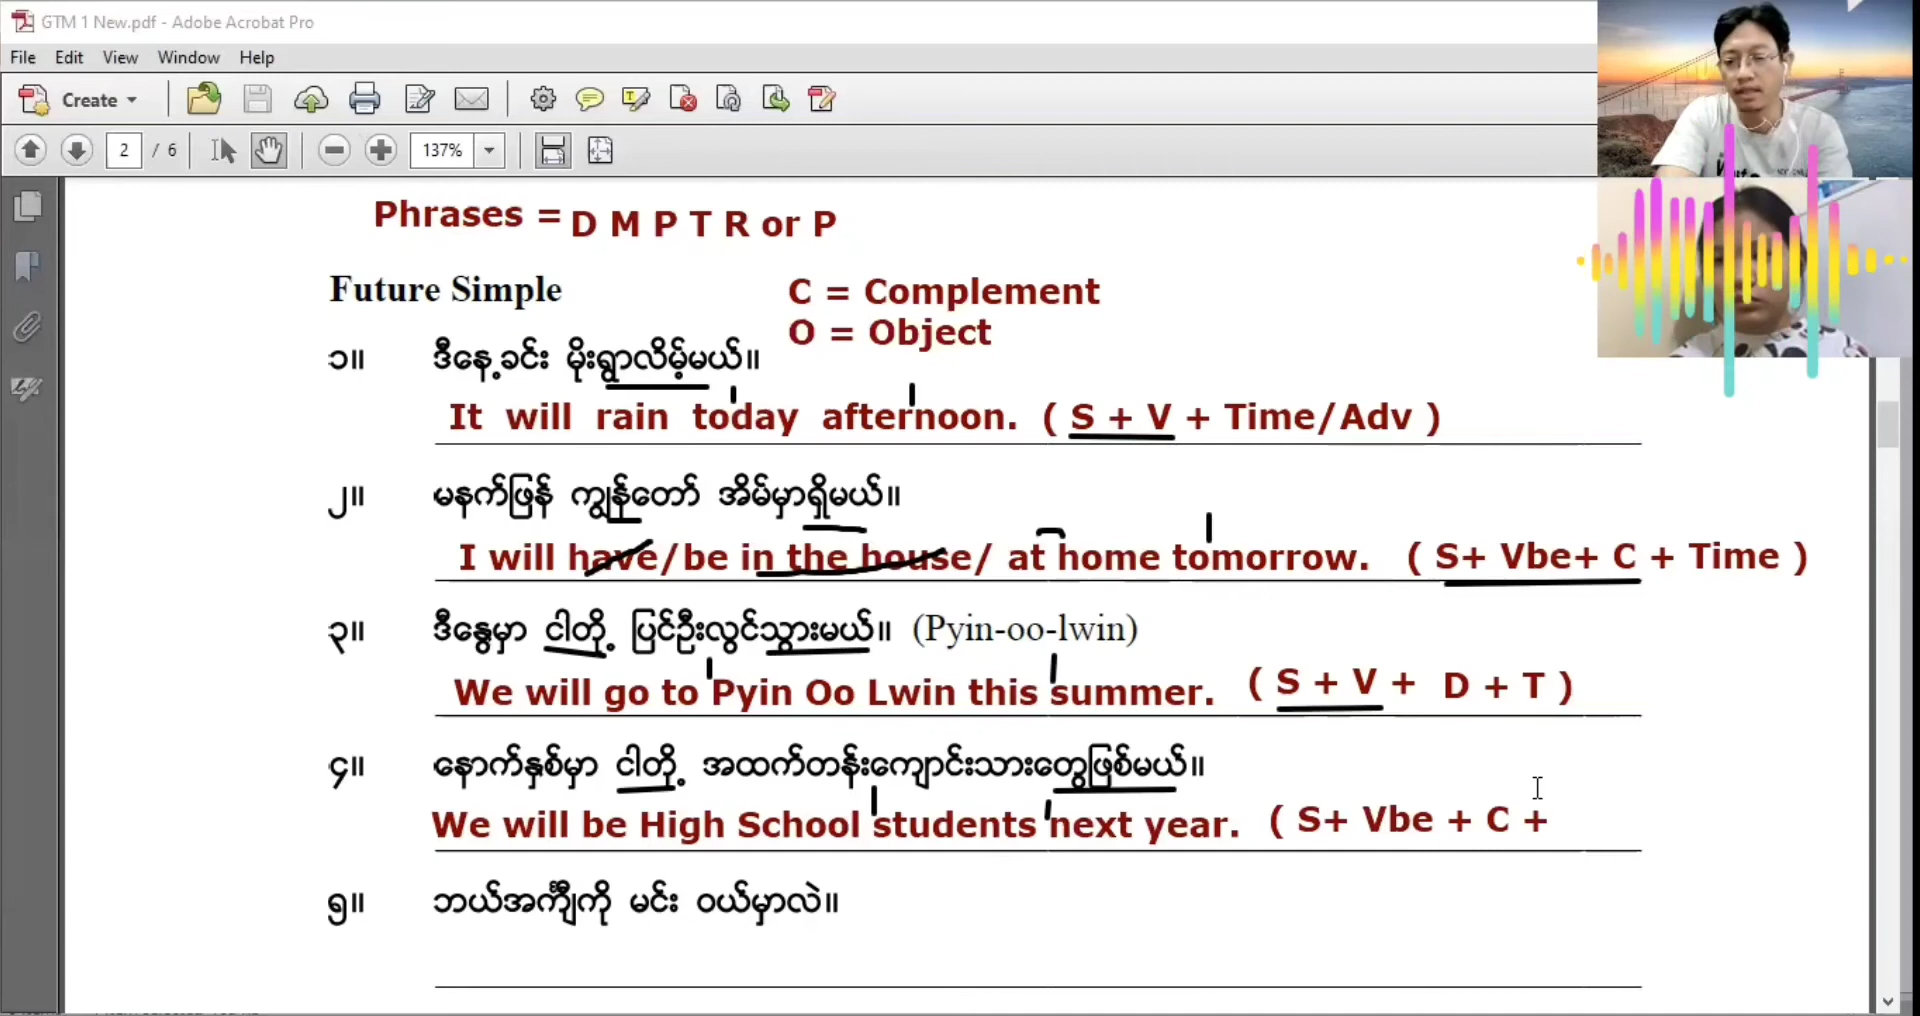 GTM 1 New.pdf - Adobe Acrobat Pro
File Edit View Window Help
Create
2 / 6 137%
Phrases = D M P T R or P
Future Simple
C = Complement
O = Object
၁။ ဒီနေ့ခင်း မိုးရွာလိမ့်မယ်။
It will rain today afternoon. ( S + V + Time/Adv )
၂။ မနက်ဖြန် ကျွန်တော် အိမ်မှာရှိမယ်။
I will have/be in the house/ at home tomorrow. ( S+ Vbe+ C + Time )
၃။ ဒီနွေမှာ ငါတို့ ပြင်ဦးလွင်သွားမယ်။ (Pyin-oo-lwin)
We will go to Pyin Oo Lwin this summer. ( S + V + D + T )
၄။ နောက်နှစ်မှာ ငါတို့ အထက်တန်းကျောင်းသားတွေဖြစ်မယ်။
We will be High School students next year. ( S+ Vbe + C +
၅။ ဘယ်အင်္ကျီကို မင်း ဝယ်မှာလဲ။